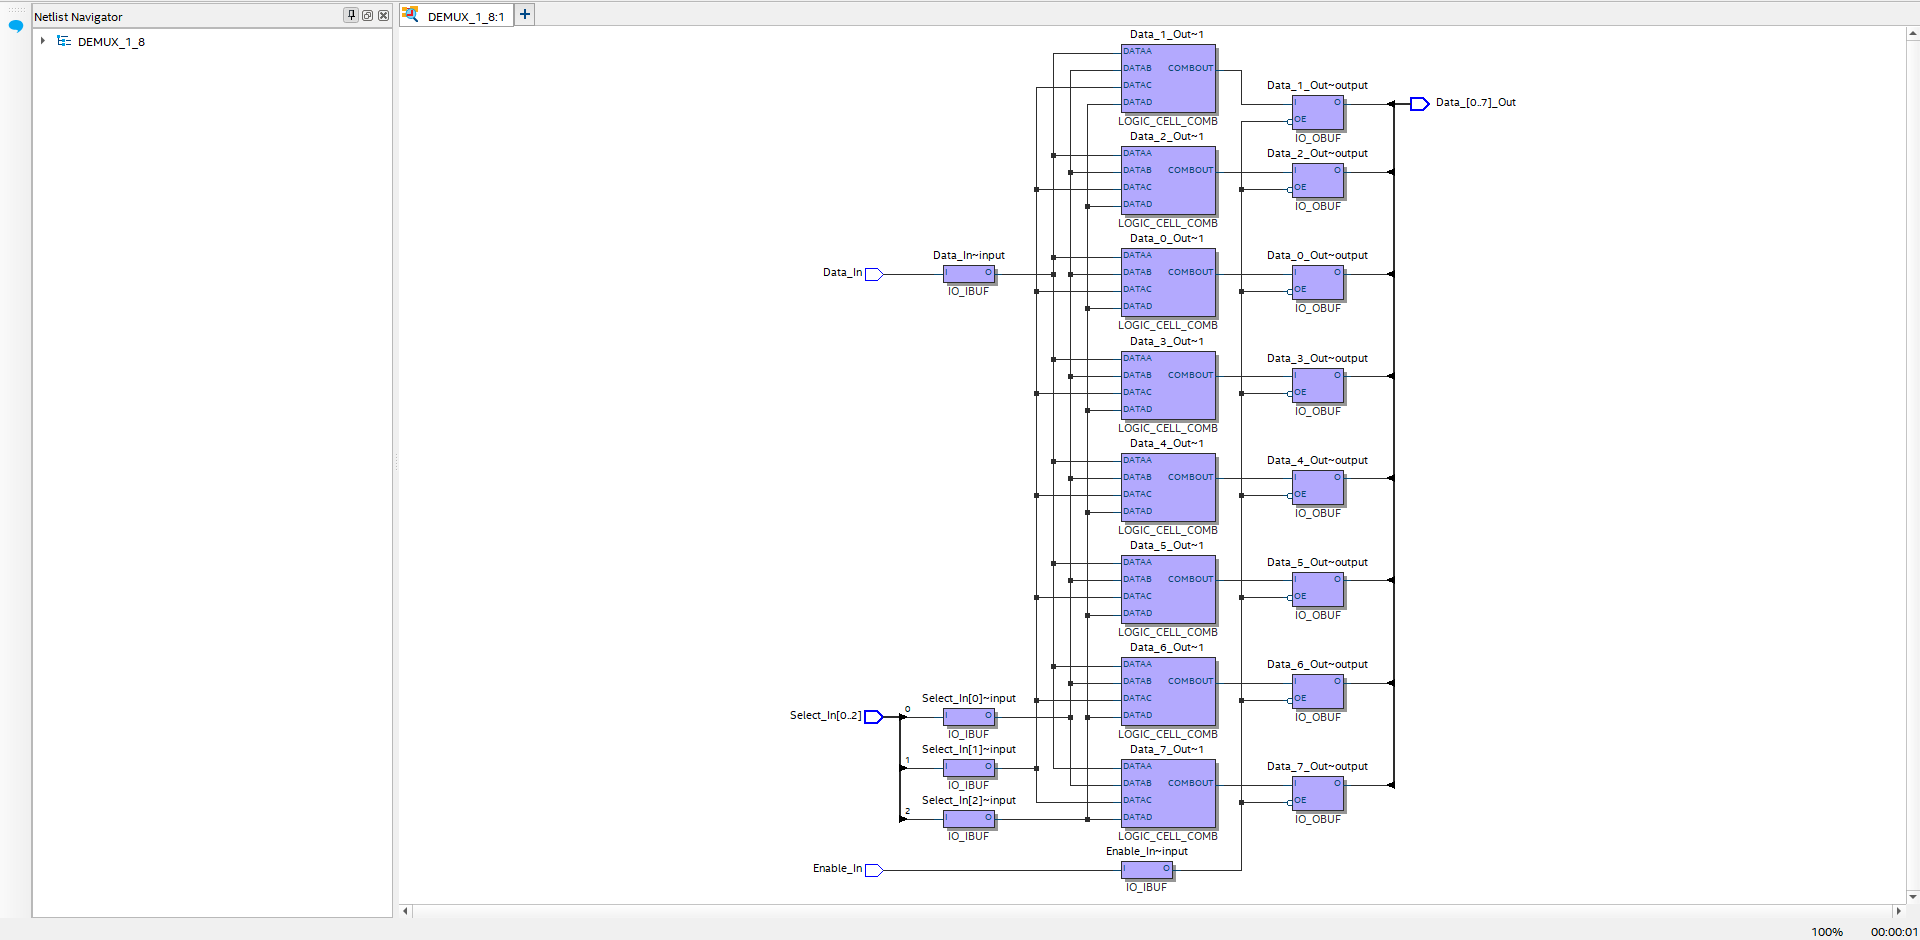 Netlist Navigator
DEMUX_1_8
DEMUX_1_8:1
Data_1_Out~1
DATAA
DATAB COMBOUT
DATAC
DATAD
LOGIC_CELL_COMB
Data_1_Out~output
I O
OE
IO_OBUF
Data_[0..7]_Out
Data_2_Out~1
DATAA
DATAB COMBOUT
DATAC
DATAD
LOGIC_CELL_COMB
Data_2_Out~output
I O
OE
IO_OBUF
Data_In
Data_In~input
I O
IO_IBUF
Data_0_Out~1
DATAA
DATAB COMBOUT
DATAC
DATAD
LOGIC_CELL_COMB
Data_0_Out~output
I O
OE
IO_OBUF
Data_3_Out~1
DATAA
DATAB COMBOUT
DATAC
DATAD
LOGIC_CELL_COMB
Data_3_Out~output
I O
OE
IO_OBUF
Data_4_Out~1
DATAA
DATAB COMBOUT
DATAC
DATAD
LOGIC_CELL_COMB
Data_4_Out~output
I O
OE
IO_OBUF
Data_5_Out~1
DATAA
DATAB COMBOUT
DATAC
DATAD
LOGIC_CELL_COMB
Data_5_Out~output
I O
OE
IO_OBUF
Data_6_Out~1
DATAA
DATAB COMBOUT
DATAC
DATAD
LOGIC_CELL_COMB
Data_6_Out~output
I O
OE
IO_OBUF
Select_In[0..2]
0
Select_In[0]~input
I O
IO_IBUF
1
Select_In[1]~input
I O
IO_IBUF
2
Select_In[2]~input
I O
IO_IBUF
Data_7_Out~1
DATAA
DATAB COMBOUT
DATAC
DATAD
LOGIC_CELL_COMB
Data_7_Out~output
I O
OE
IO_OBUF
Enable_In
Enable_In~input
I O
IO_IBUF
100% 00:00:01